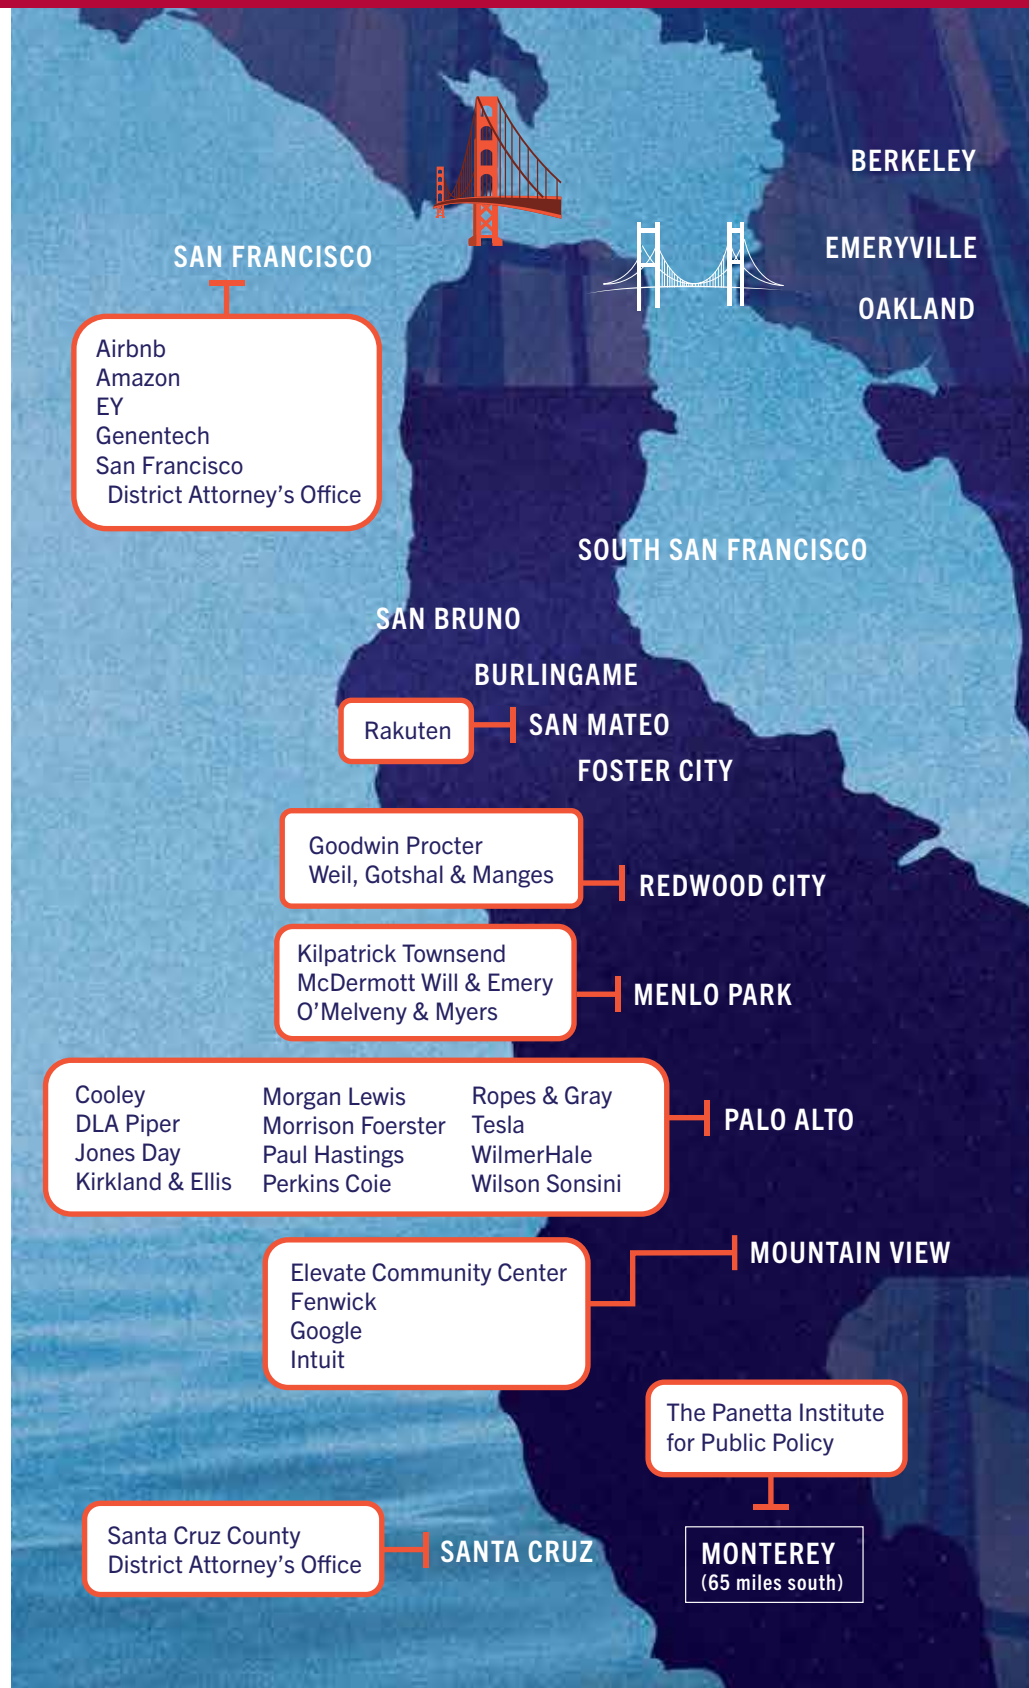 BERKELEY
EMERYVILLE
SAN FRANCISCO
OAKLAND
Airbnb
Amazon
EY
Genentech
San Francisco
District Attorney's Office
SOUTH SAN FRANCISCO
SAN BRUNO
BURLINGAME
Rakuten
SAN MATEO
FOSTER CITY
Goodwin Procter
Weil, Gotshal & Manges
REDWOOD CITY
Kilpatrick Townsend
McDermott Will & Emery
O'Melveny & Myers
MENLO PARK
Cooley
DLA Piper
Jones Day
Kirkland & Ellis
Morgan Lewis
Morrison Foerster
Paul Hastings
Perkins Coie
Ropes & Gray
Tesla
WilmerHale
Wilson Sonsini
PALO ALTO
MOUNTAIN VIEW
Elevate Community Center
Fenwick
Google
Intuit
The Panetta Institute
for Public Policy
Santa Cruz County
District Attorney's Office
SANTA CRUZ
MONTEREY
(65 miles south)